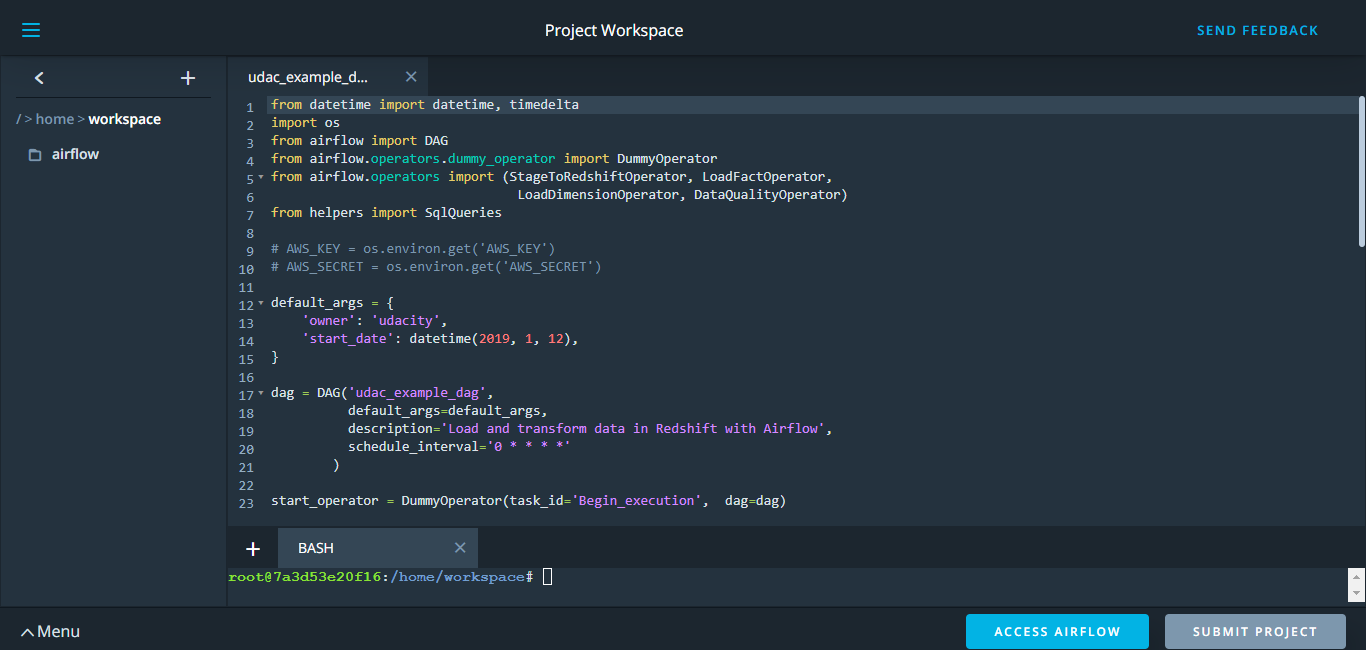 Project Workspace
SEND FEEDBACK
/ > home > workspace
airflow
udac_example_d...
1 from datetime import datetime, timedelta
2 import os
3 from airflow import DAG
4 from airflow.operators.dummy_operator import DummyOperator
5 from airflow.operators import (StageToRedshiftOperator, LoadFactOperator,
6                                 LoadDimensionOperator, DataQualityOperator)
7 from helpers import SqlQueries
8
9 # AWS_KEY = os.environ.get('AWS_KEY')
10 # AWS_SECRET = os.environ.get('AWS_SECRET')
11
12 default_args = {
13     'owner': 'udacity',
14     'start_date': datetime(2019, 1, 12),
15 }
16
17 dag = DAG('udac_example_dag',
18           default_args=default_args,
19           description='Load and transform data in Redshift with Airflow',
20           schedule_interval='0 * * * *'
21         )
22
23 start_operator = DummyOperator(task_id='Begin_execution',  dag=dag)
BASH
root@7a3d53e20f16:/home/workspace#
Menu
ACCESS AIRFLOW
SUBMIT PROJECT